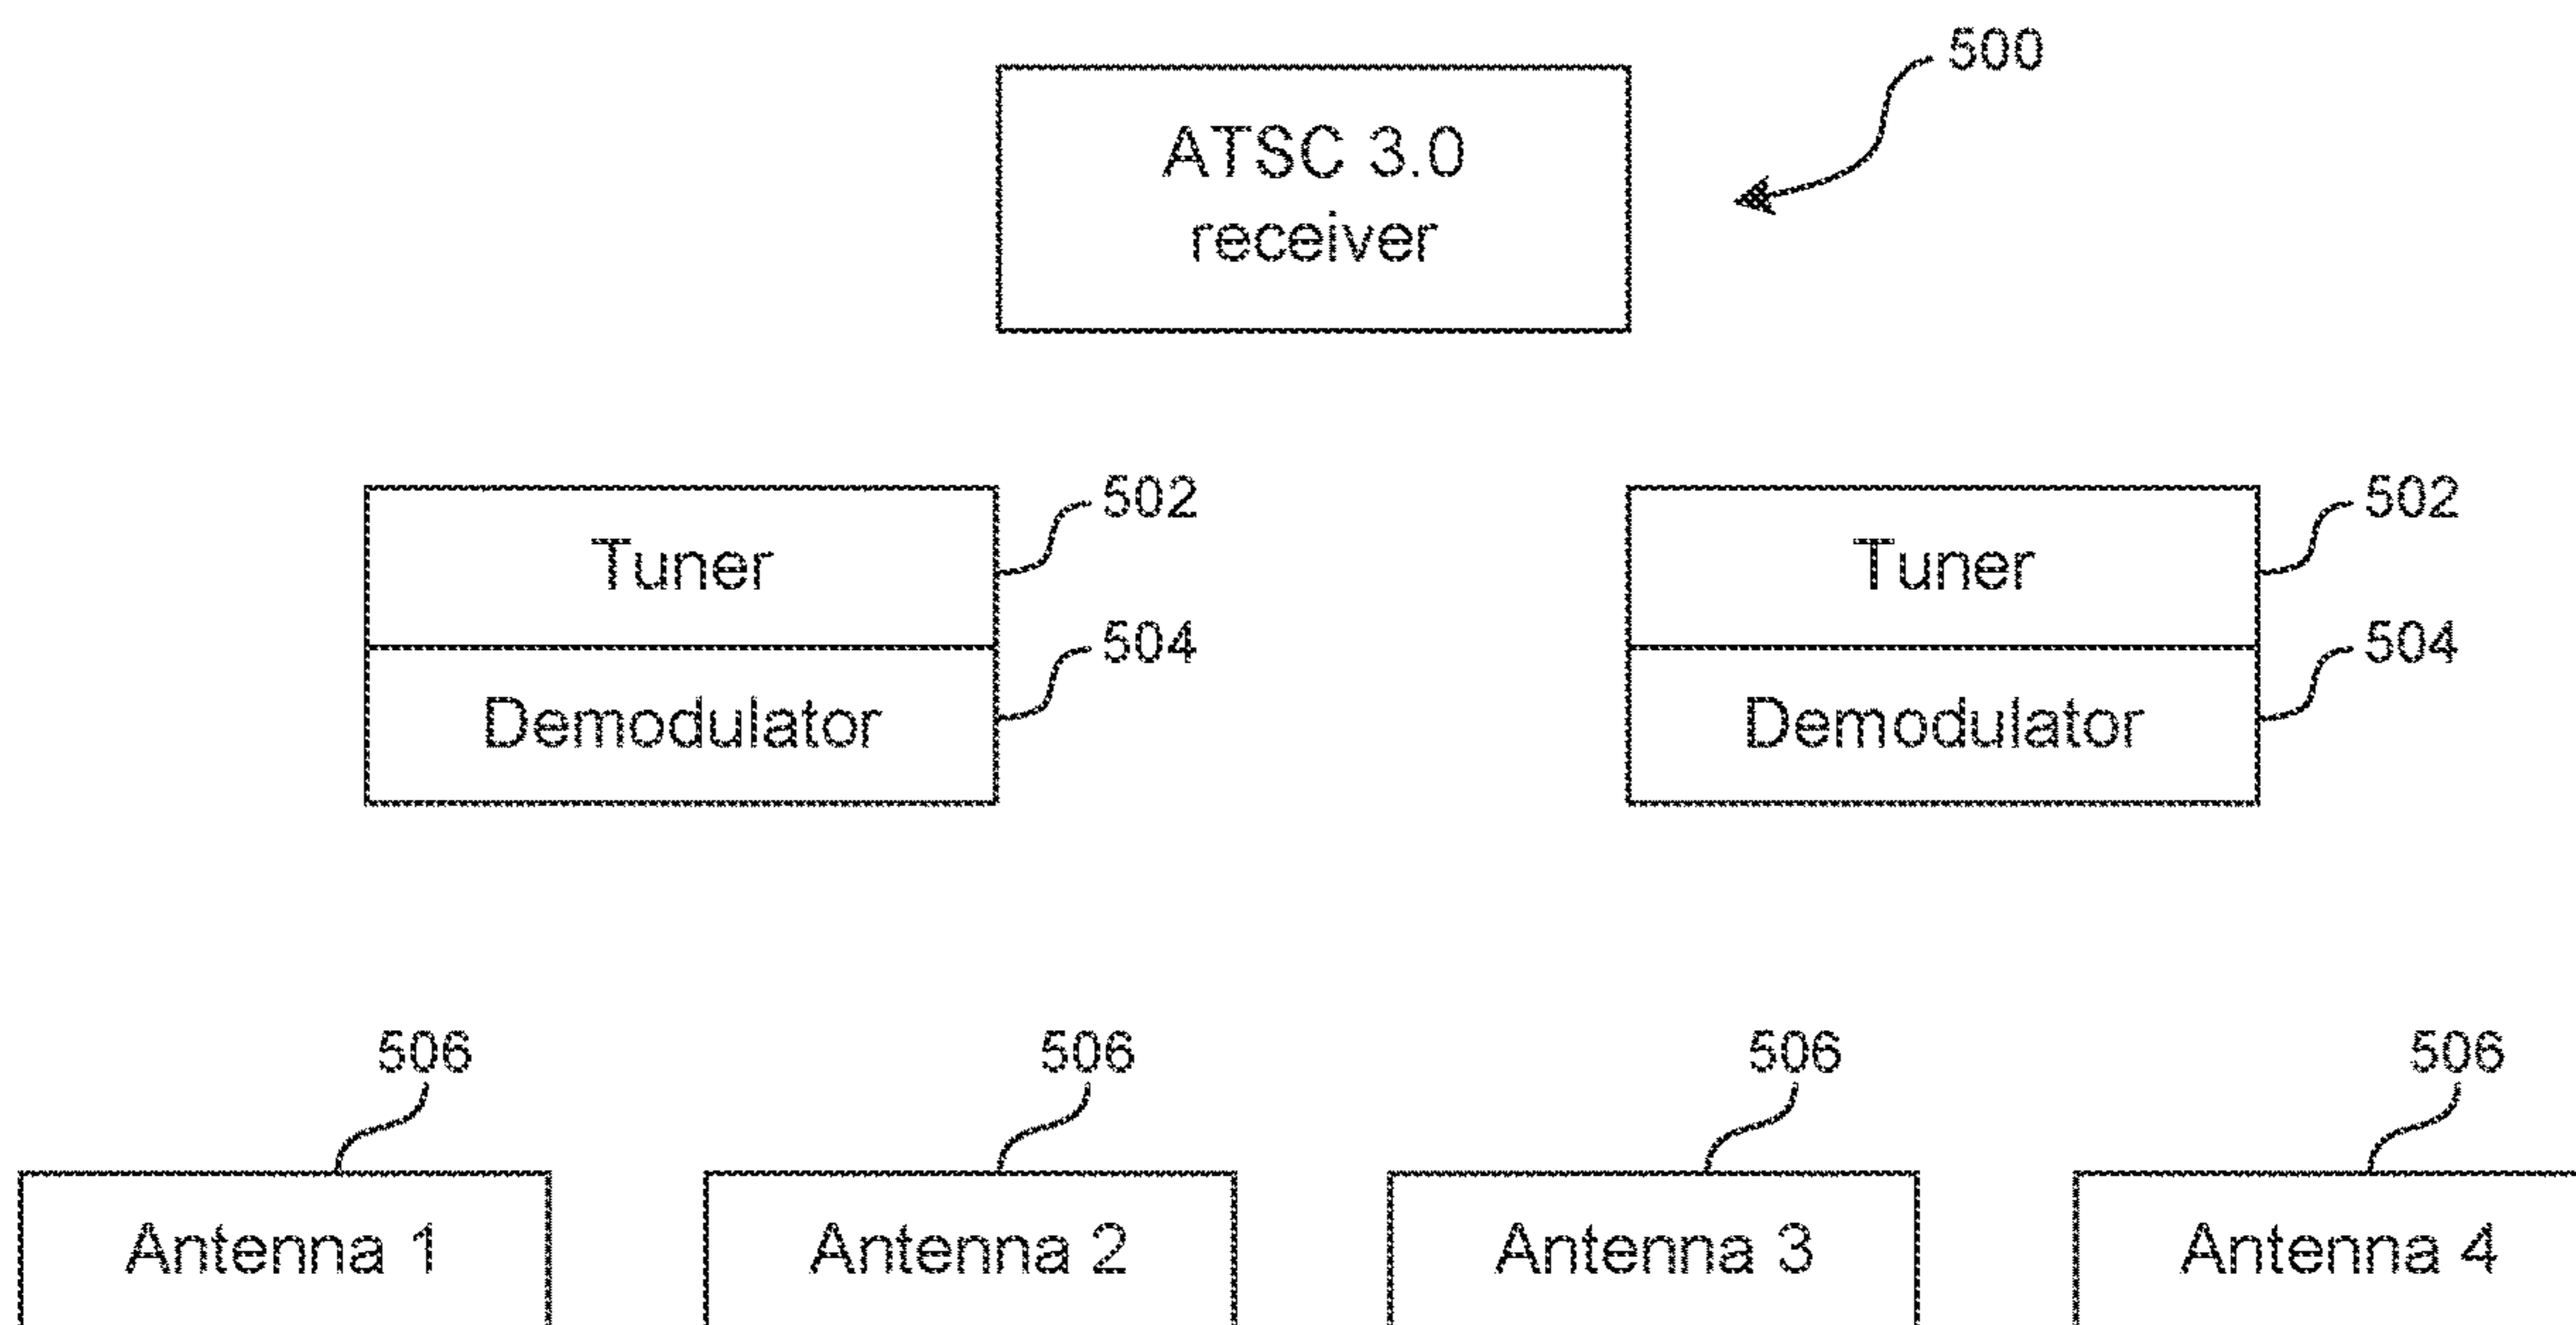 500
ATSC 3.0
receiver
502 502
Tuner Tuner
504 504
Demodulator Demodulator
506 506 506 506
Antenna 1 Antenna 2 Antenna 3 Antenna 4